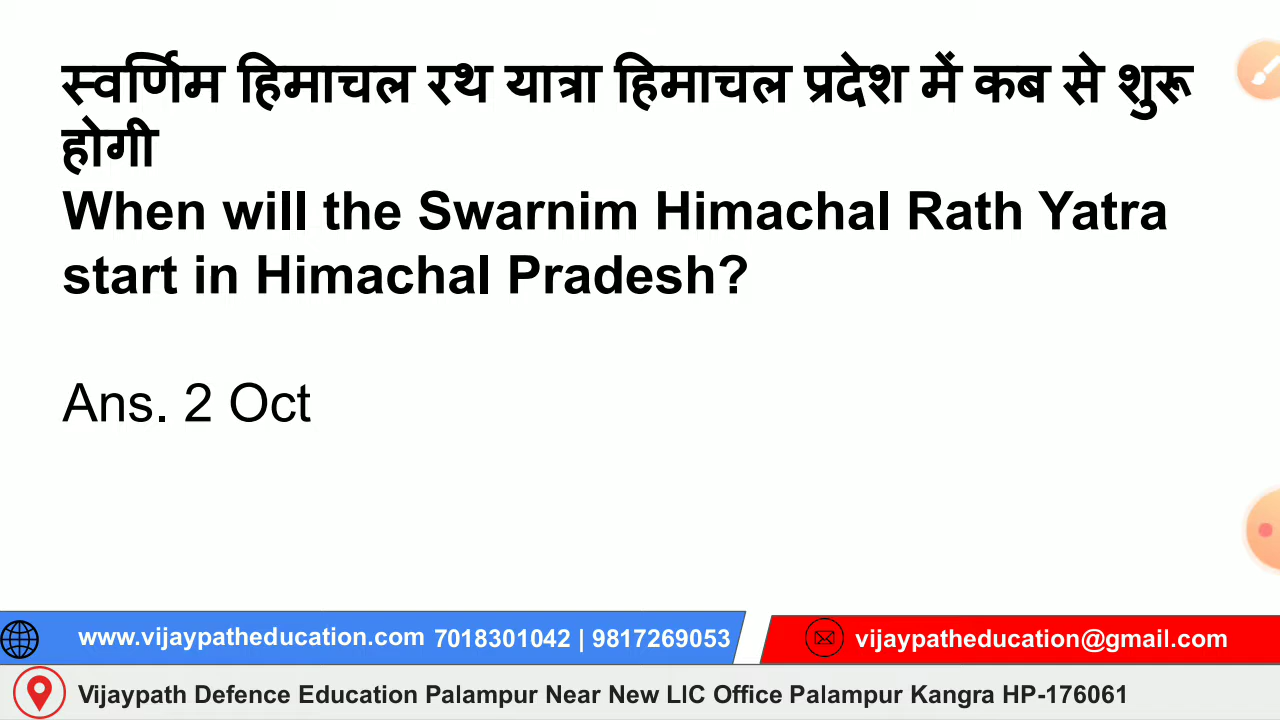 स्वर्णिम हिमाचल रथ यात्रा हिमाचल प्रदेश में कब से शुरू
होगी
When will the Swarnim Himachal Rath Yatra
start in Himachal Pradesh?
Ans. 2 Oct
www.vijaypatheducation.com 7018301042 | 9817269053
vijaypatheducation@gmail.com
Vijaypath Defence Education Palampur Near New LIC Office Palampur Kangra HP-176061